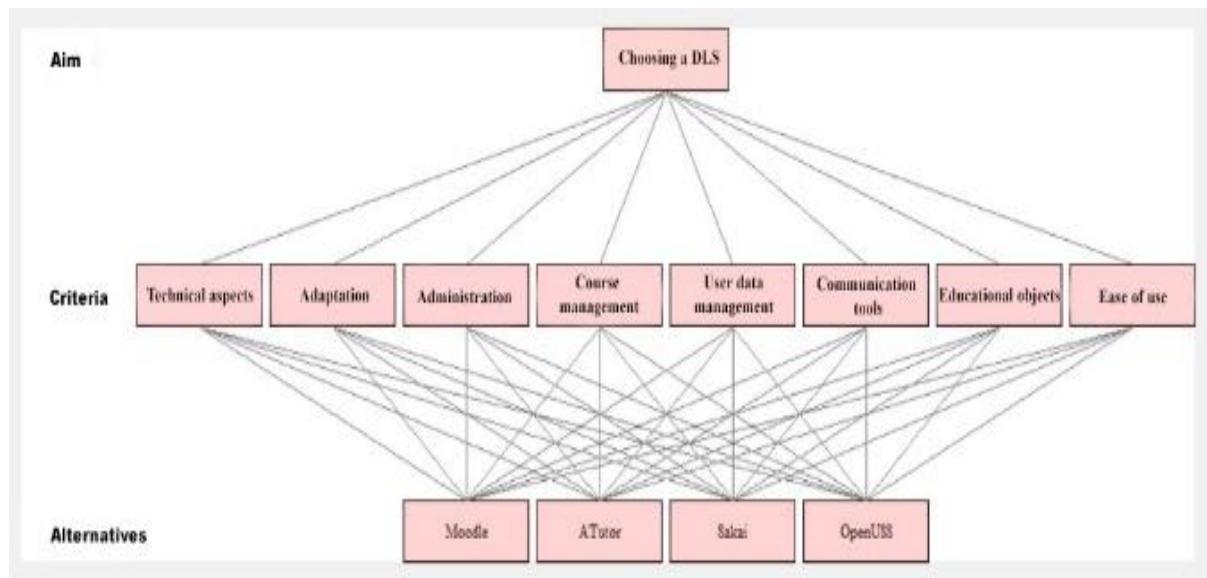 Aim
Choosing a DLS
Criteria
Technical aspects
Adaptation
Administration
Course
management
User data
management
Communication
tools
Educational objects
Ease of use
Alternatives
Moodle
ATutor
Sakai
OpenUSS